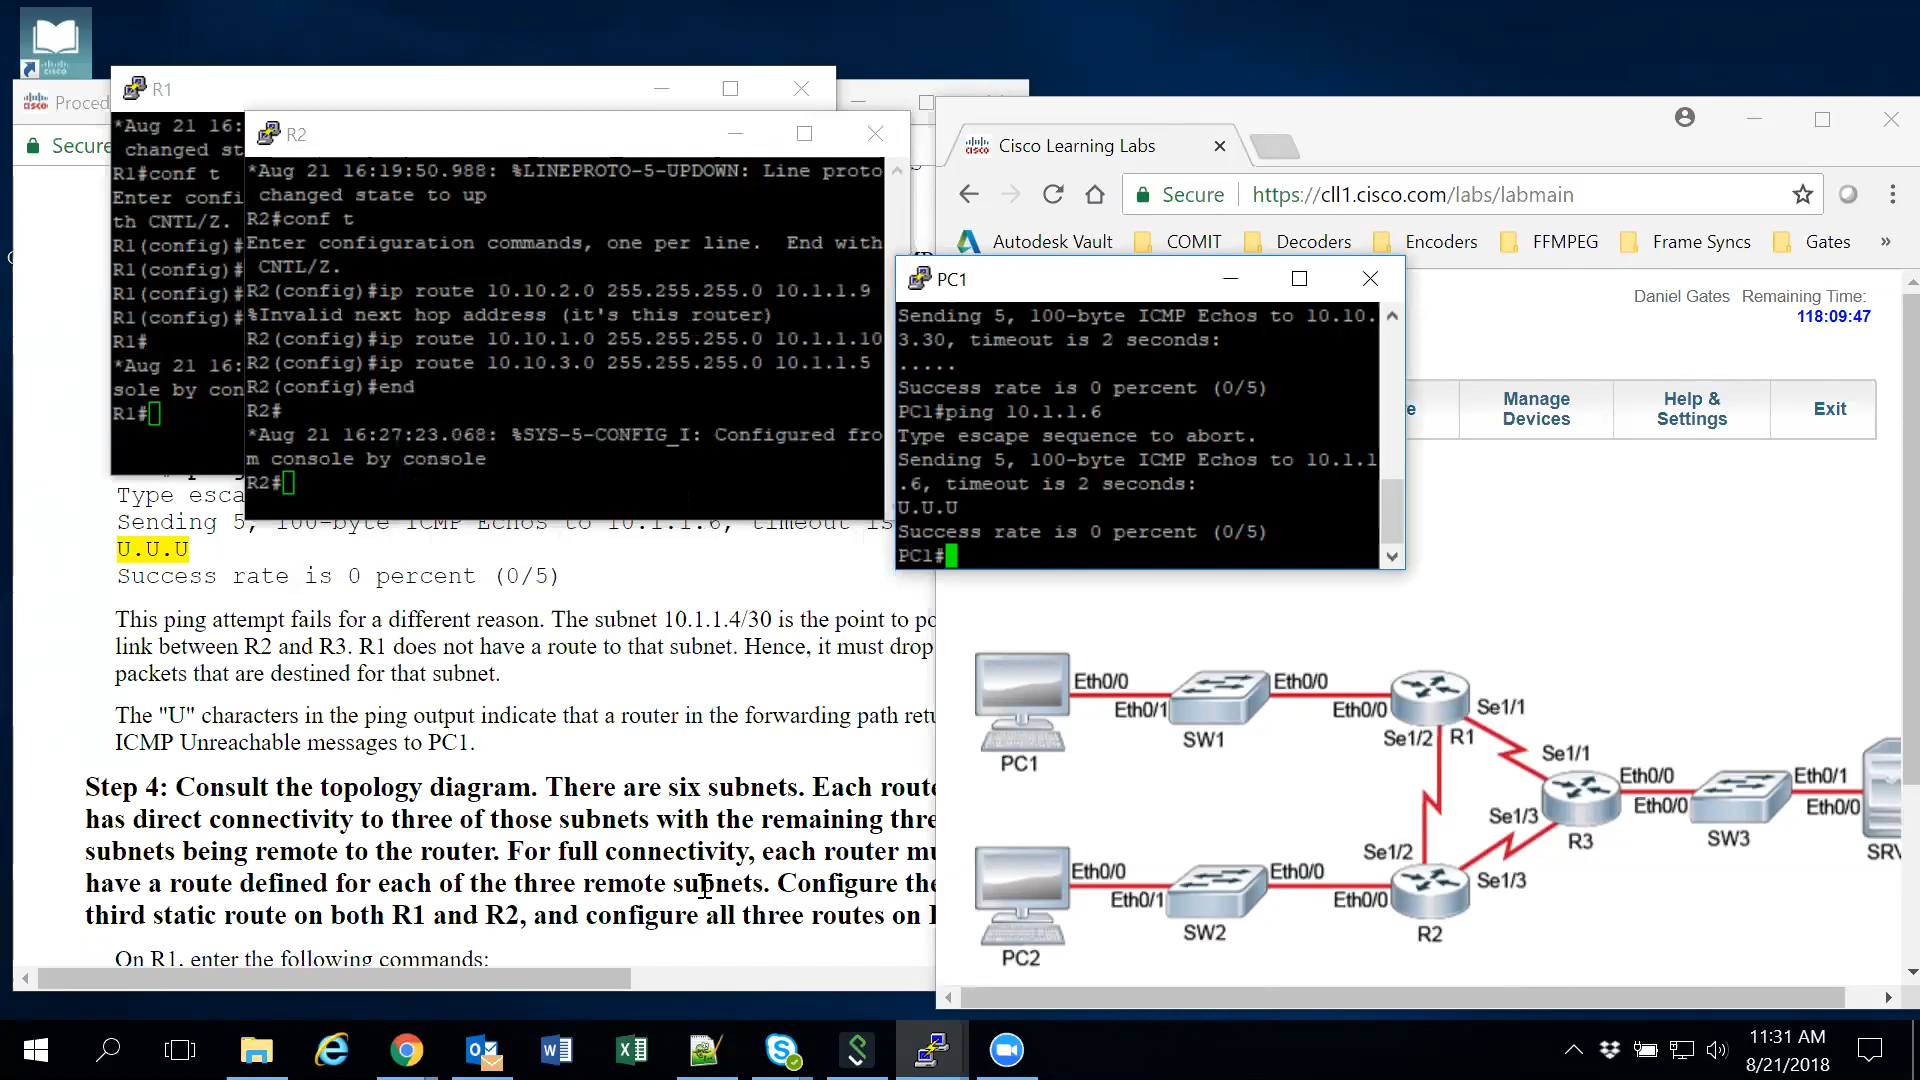 cisco
Proced
Secure
R1
*Aug 21 16:
changed st
R1#conf t
Enter confi
th CNTL/Z.
R1(config)#
R1(config)#
R1(config)#
R1(config)#
R1#
*Aug 21 16:
sole by con
R1#
R2
*Aug 21 16:19:50.988: %LINEPROTO-5-UPDOWN: Line proto
changed state to up
R2#conf t
Enter configuration commands, one per line.  End with
CNTL/Z.
R2(config)#ip route 10.10.2.0 255.255.255.0 10.1.1.9
%Invalid next hop address (it's this router)
R2(config)#ip route 10.10.1.0 255.255.255.0 10.1.1.10
R2(config)#ip route 10.10.3.0 255.255.255.0 10.1.1.5
R2(config)#end
R2#
*Aug 21 16:27:23.068: %SYS-5-CONFIG_I: Configured fro
m console by console
R2#
Type esca
Sending 5, 100-byte ICMP Echos to 10.1.1.6, timeout is
U.U.U
Success rate is 0 percent (0/5)
This ping attempt fails for a different reason. The subnet 10.1.1.4/30 is the point to po
link between R2 and R3. R1 does not have a route to that subnet. Hence, it must drop
packets that are destined for that subnet.
The "U" characters in the ping output indicate that a router in the forwarding path retu
ICMP Unreachable messages to PC1.
Step 4: Consult the topology diagram. There are six subnets. Each route
has direct connectivity to three of those subnets with the remaining thre
subnets being remote to the router. For full connectivity, each router mu
have a route defined for each of the three remote subnets. Configure the
third static route on both R1 and R2, and configure all three routes on
On R1, enter the following commands:
Cisco Learning Labs
Secure https://cll1.cisco.com/labs/labmain
Autodesk Vault COMIT Decoders Encoders FFMPEG Frame Syncs Gates »
Daniel Gates Remaining Time:
118:09:47
e Manage Devices Help & Settings Exit
PC1
Sending 5, 100-byte ICMP Echos to 10.10.
3.30, timeout is 2 seconds:
.....
Success rate is 0 percent (0/5)
PC1#ping 10.1.1.6
Type escape sequence to abort.
Sending 5, 100-byte ICMP Echos to 10.1.1
.6, timeout is 2 seconds:
U.U.U
Success rate is 0 percent (0/5)
PC1#
Eth0/0 Eth0/1 Eth0/0 Eth0/0 Se1/1
PC1 SW1 Se1/2 R1
Se1/1 Eth0/0 Eth0/0 Eth0/1 Eth0/0
Se1/3 R3 SW3 SRV
Eth0/0 Eth0/1 Eth0/0 Eth0/0 Se1/2 Se1/3
PC2 SW2 R2
11:31 AM
8/21/2018